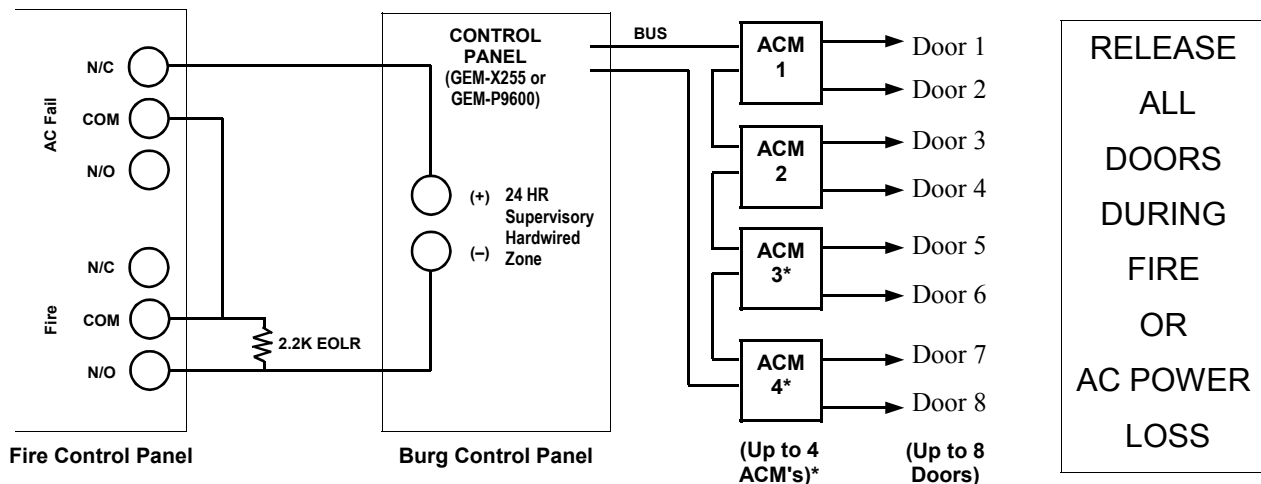 AC Fail
N/C
COM
N/O
Fire
N/C
COM
N/O
2.2K EOLR
Fire Control Panel
CONTROL
PANEL
(GEM-X255 or
GEM-P9600)
(+) 24 HR
Supervisory
Hardwired
(–) Zone
Burg Control Panel
BUS
ACM
1
Door 1
Door 2
ACM
2
Door 3
Door 4
ACM
3*
Door 5
Door 6
ACM
4*
Door 7
Door 8
(Up to 4
ACM's)*
(Up to 8
Doors)
RELEASE
ALL
DOORS
DURING
FIRE
OR
AC POWER
LOSS